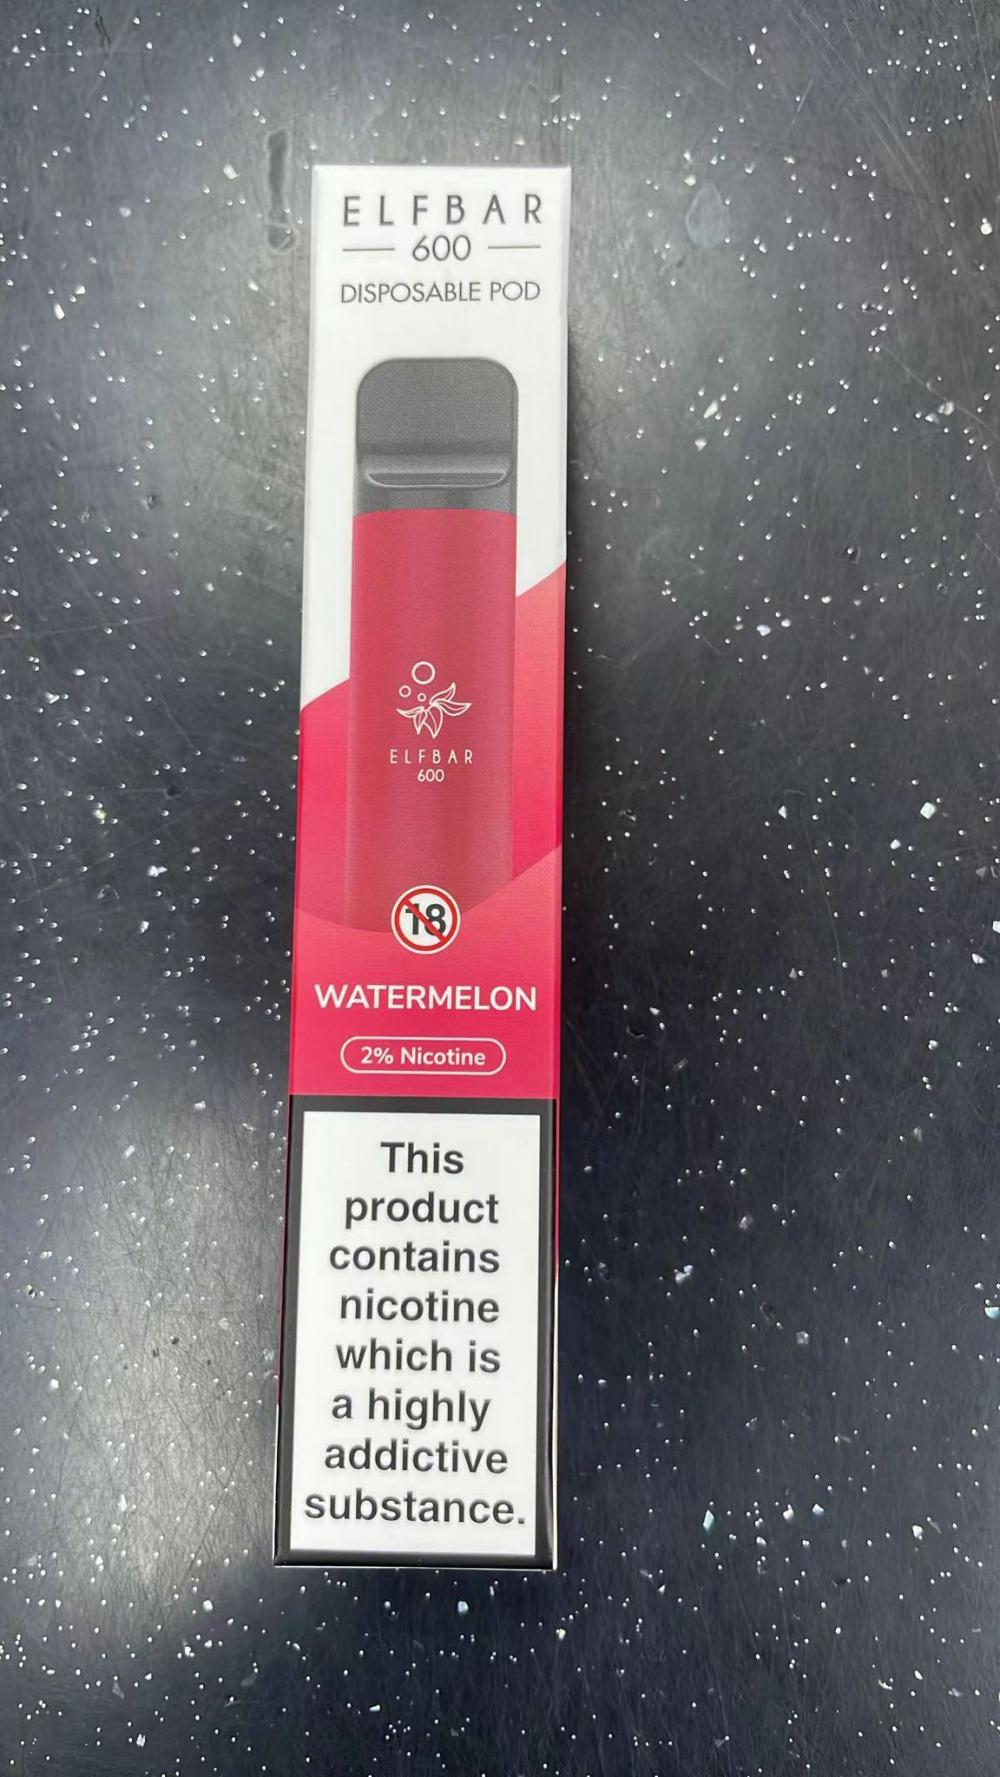 ELFBAR
600
DISPOSABLE POD
ELFBAR
600
18
WATERMELON
2% Nicotine
This
product
contains
nicotine
which is
a highly
addictive
substance.